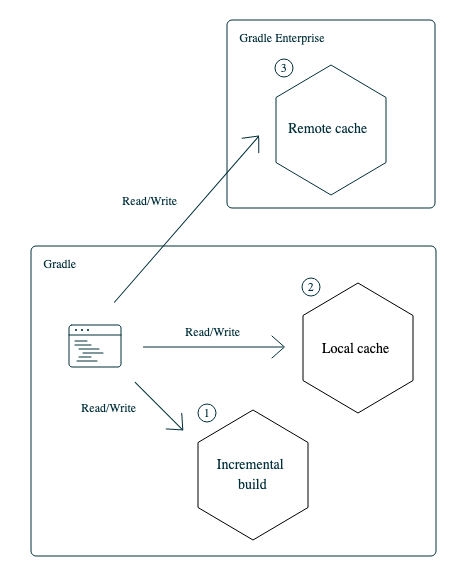 Gradle Enterprise
3
Remote cache
Read/Write
Gradle
2
Read/Write
Local cache
Read/Write
1
Incremental
build